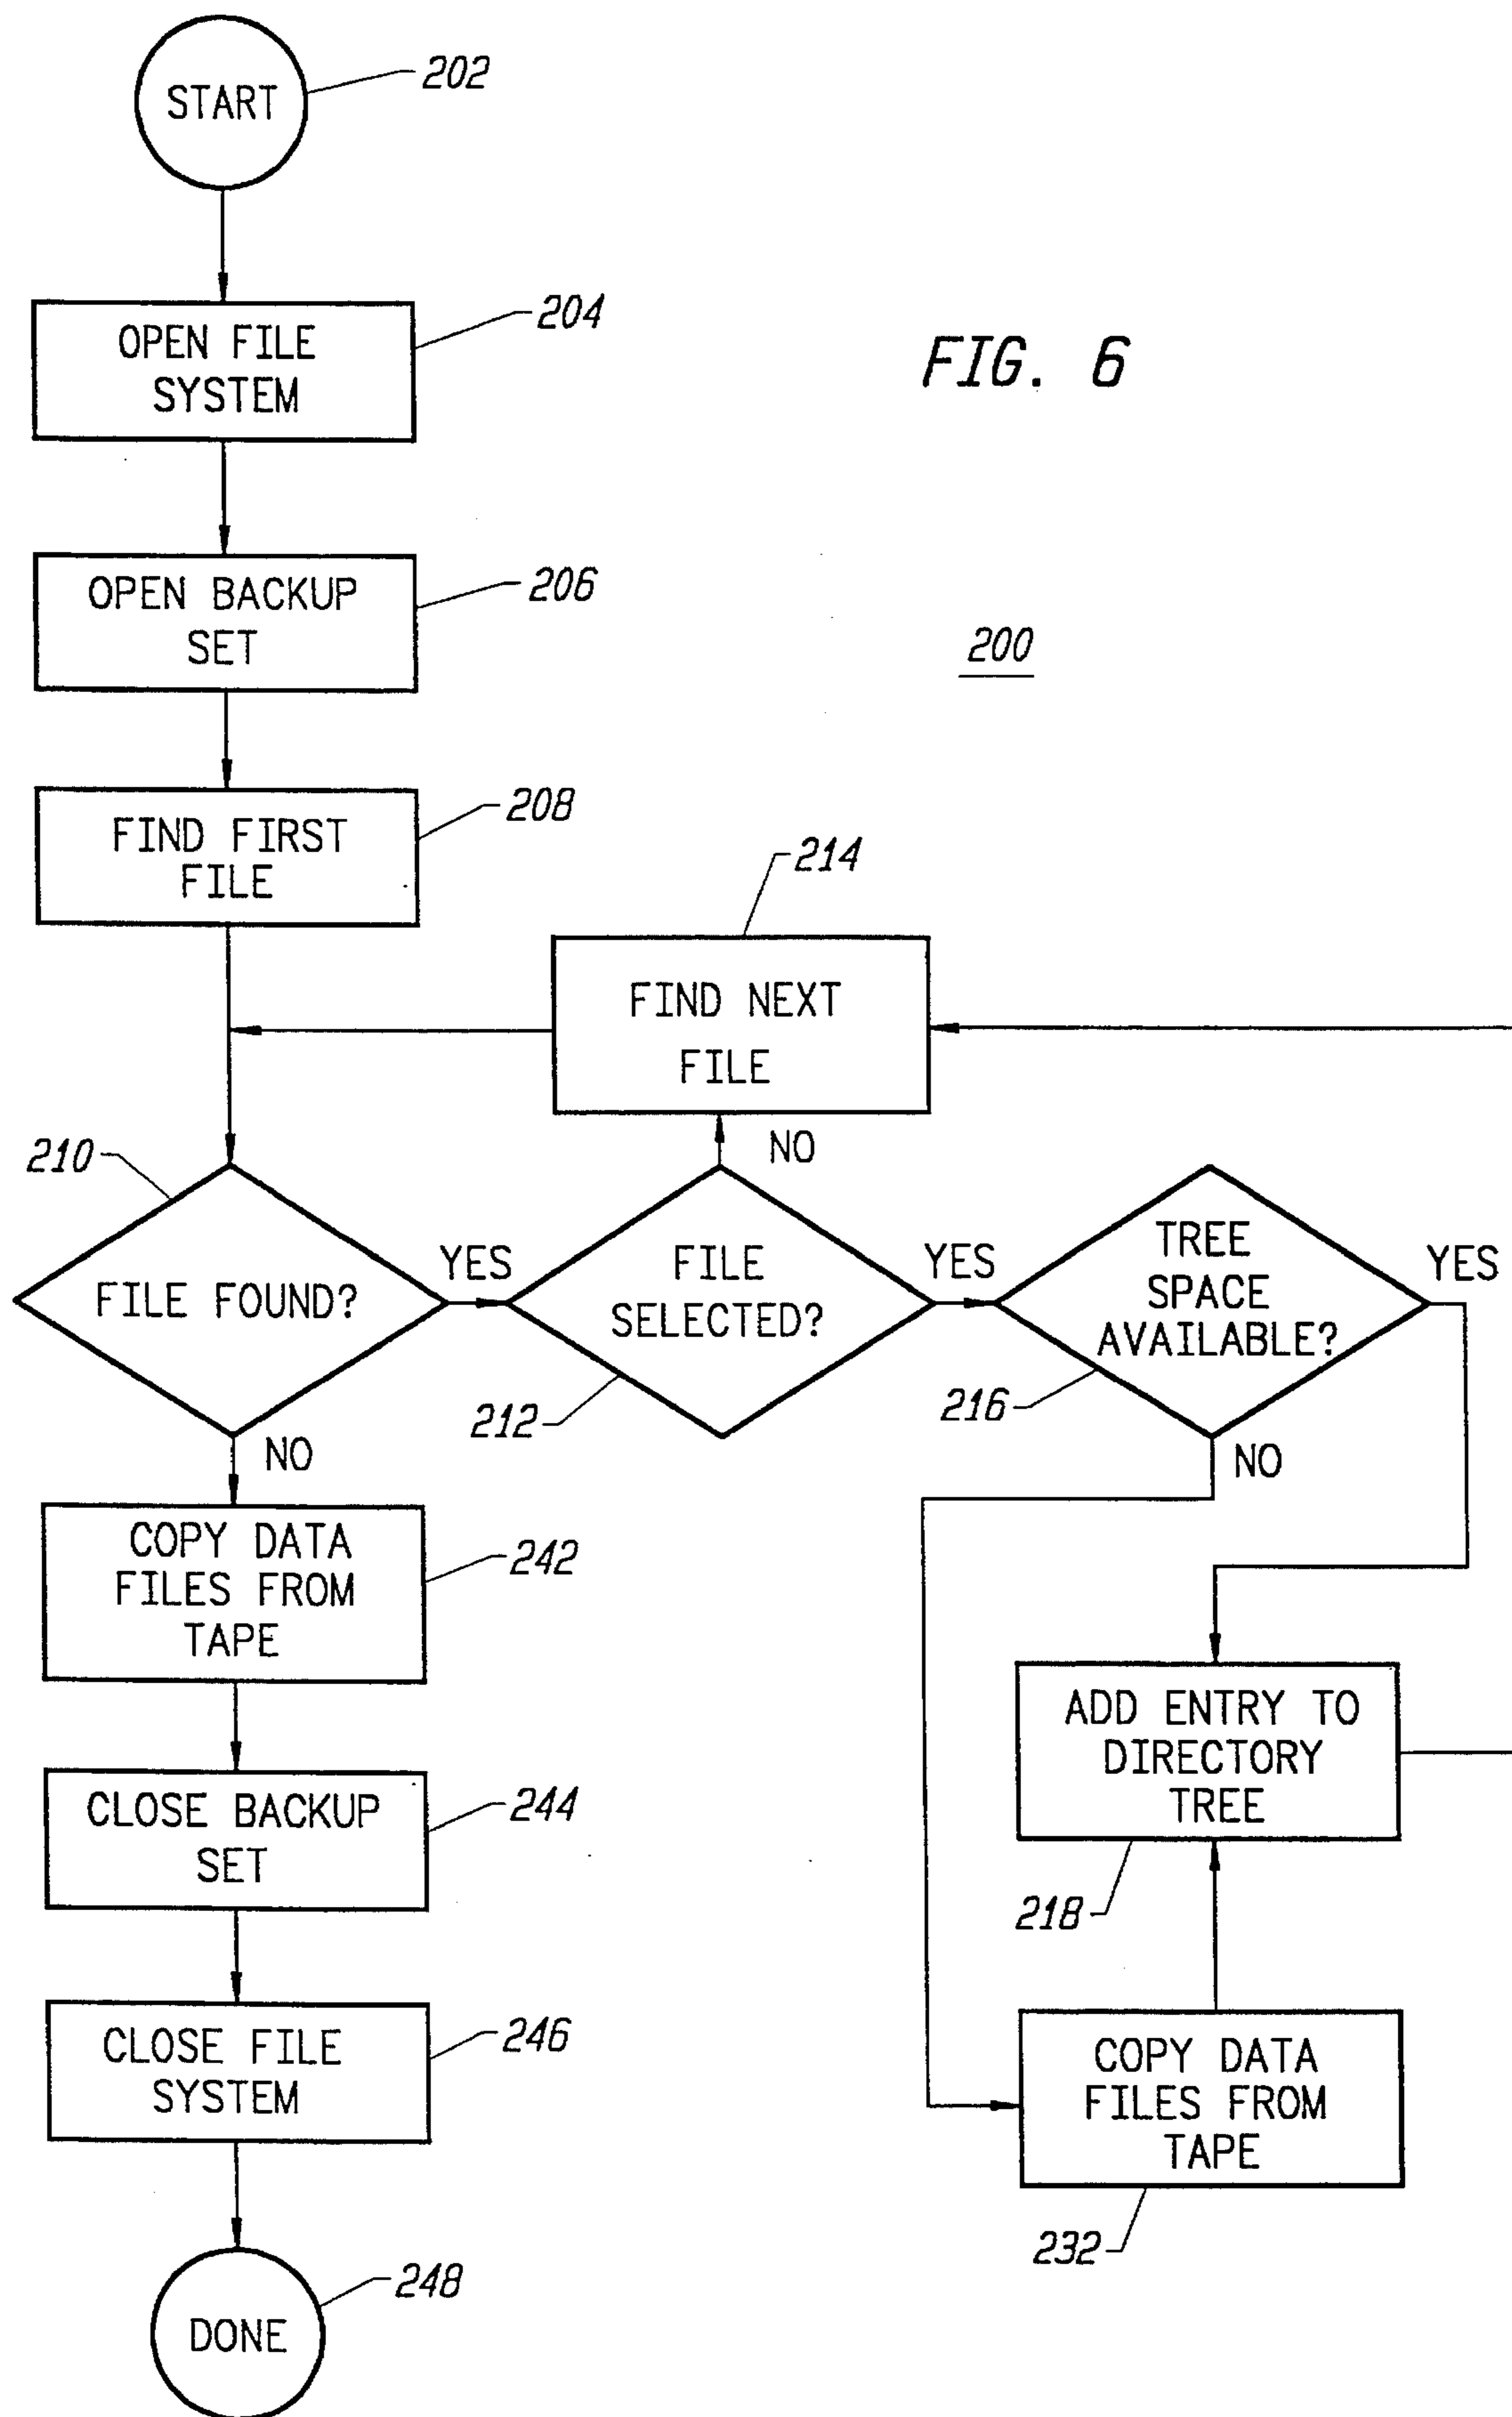 START
202
OPEN FILE
SYSTEM
204
FIG. 6
OPEN BACKUP
SET
206
200
FIND FIRST
FILE
208
214
FIND NEXT
FILE
210
NO
FILE FOUND?
YES
FILE
SELECTED?
212
YES
TREE
SPACE
AVAILABLE?
216
YES
NO
NO
COPY DATA
FILES FROM
TAPE
242
ADD ENTRY TO
DIRECTORY
TREE
218
CLOSE BACKUP
SET
244
CLOSE FILE
SYSTEM
246
COPY DATA
FILES FROM
TAPE
232
DONE
248